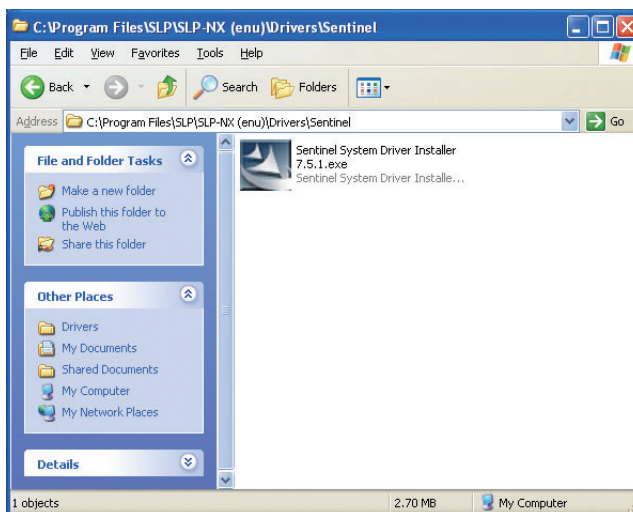 C:\Program Files\SLP\SLP-NX (enu)\Drivers\Sentinel
File Edit View Favorites Tools Help
Back Search Folders
Address C:\Program Files\SLP\SLP-NX (enu)\Drivers\Sentinel Go
File and Folder Tasks
Make a new folder
Publish this folder to
the Web
Share this folder
Other Places
Drivers
My Documents
Shared Documents
My Computer
My Network Places
Details
Sentinel System Driver Installer
7.5.1.exe
Sentinel System Driver Installe...
1 objects 2.70 MB My Computer